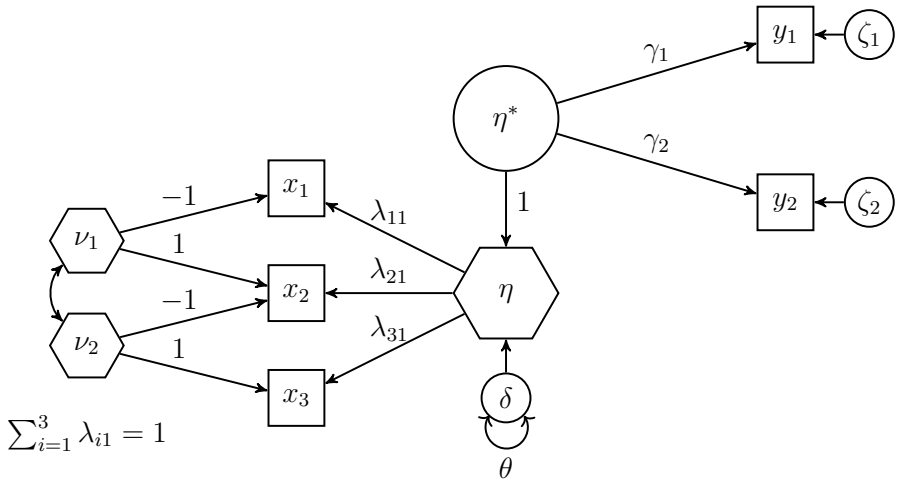 y₁
ζ₁
γ₁
η*
γ₂
y₂
ζ₂
1
−1
x₁
λ₁₁
ν₁
1
x₂
λ₂₁
η
−1
ν₂
1
λ₃₁
x₃
δ
θ
∑³ᵢ₌₁ λᵢ₁ = 1